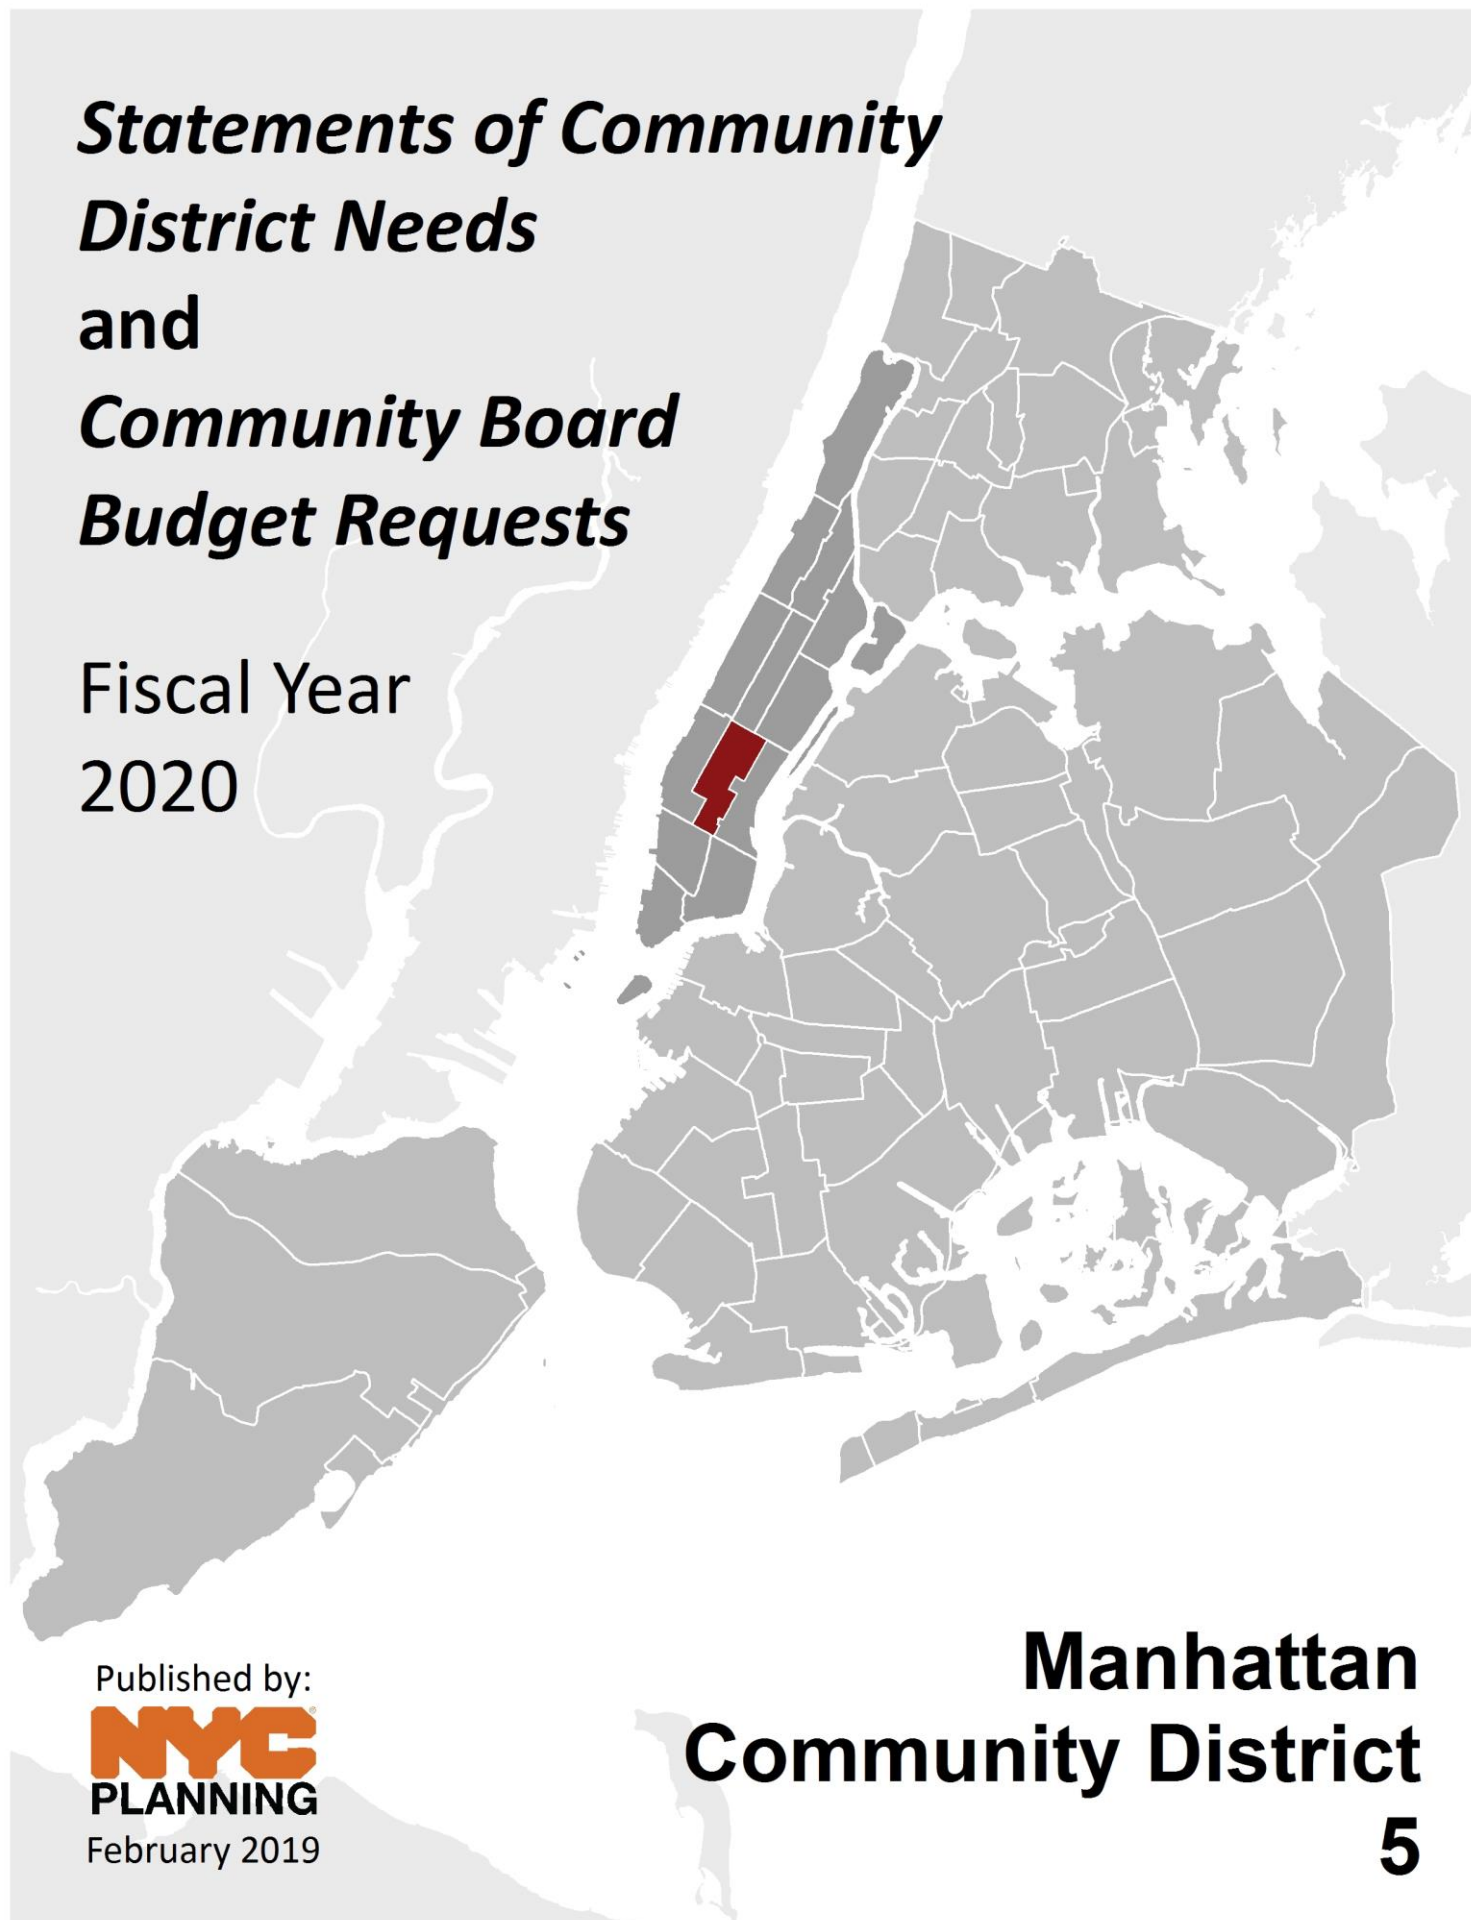 Statements of Community
District Needs
and
Community Board
Budget Requests
Fiscal Year
2020
Published by:
NYC
PLANNING
February 2019
Manhattan
Community District
5